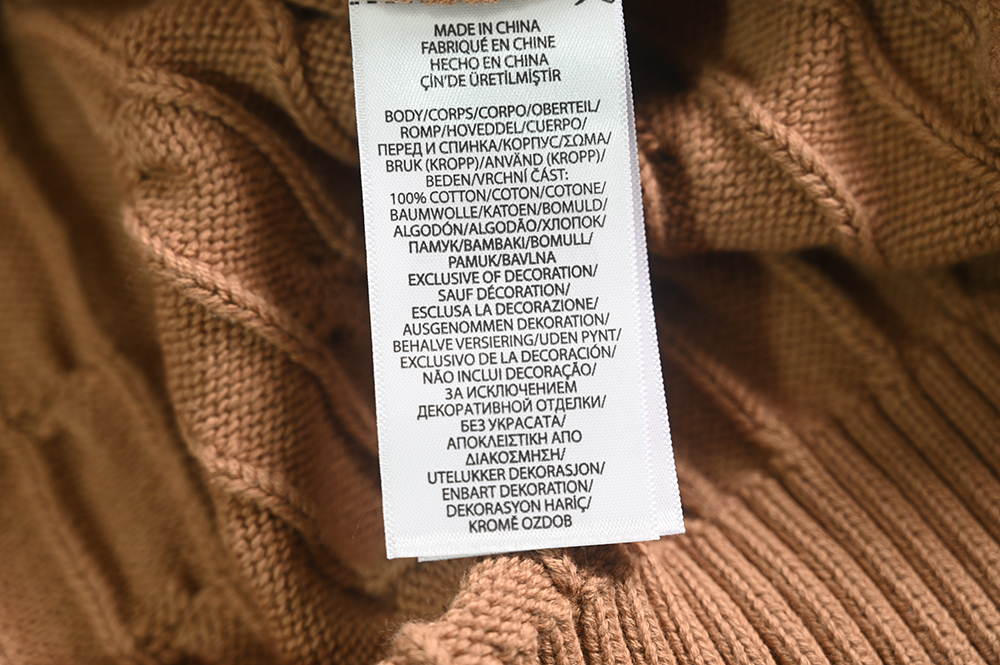 MADE IN CHINA
FABRIQUÉ EN CHINE
HECHO EN CHINA
ÇİN'DE ÜRETİLMİŞTİR
BODY/CORPS/CORPO/OBERTEIL/
ROMP/HOVEDDEL/CUERPO/
ПЕРЕД И СПИНКА/КОРПУС/ΣΩΜΑ/
BRUK (KROPP)/ANVÄND (KROPP)/
BEDEN/VRCHNÍ ČÁST:
100% COTTON/COTON/COTONE/
BAUMWOLLE/KATOEN/BOMULD/
ALGODÓN/ALGODÃO/ХЛОПОК/
ПАМУК/BAMBAKI/BOMULL/
PAMUK/BAVLNA
EXCLUSIVE OF DECORATION/
SAUF DÉCORATION/
ESCLUSA LA DECORAZIONE/
AUSGENOMMEN DEKORATION/
BEHALVE VERSIERING/UDEN PYNT/
EXCLUSIVO DE LA DECORACIÓN/
NÃO INCLUI DECORAÇÃO/
ЗА ИСКЛЮЧЕНИЕМ
ДЕКОРАТИВНОЙ ОТДЕЛКИ/
БЕЗ УКРАСАТА/
ΑΠΟΚΛΕΙΣΤΙΚΗ ΑΠΟ
ΔΙΑΚΟΣΜΗΣΗ/
UTELUKKER DEKORASJON/
ENBART DEKORATION/
DEKORASYON HARİÇ/
KROMĚ OZDOB